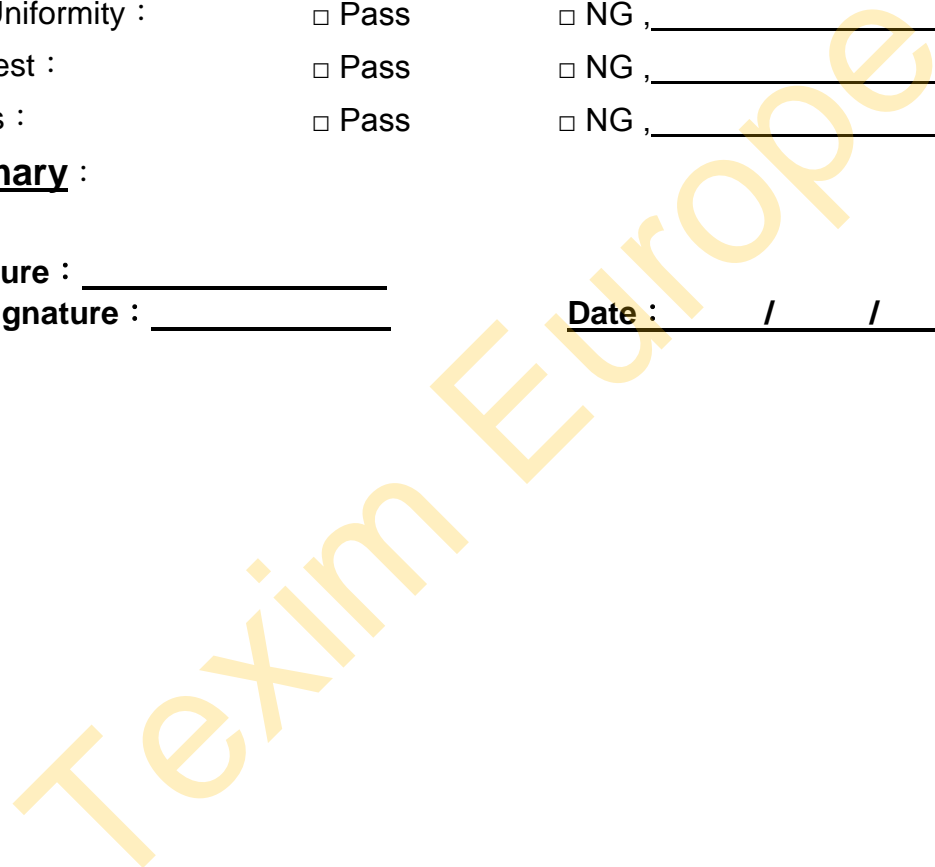 Uniformity： □ Pass □ NG ,
est： □ Pass □ NG ,
s： □ Pass □ NG ,
nary：
ure：
gnature： Date： / /
Texim Europe